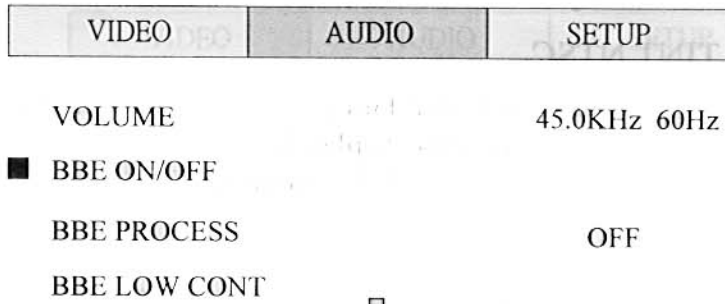 VIDEO AUDIO SETUP
VOLUME 45.0KHz 60Hz
BBE ON/OFF
BBE PROCESS OFF
BBE LOW CONT